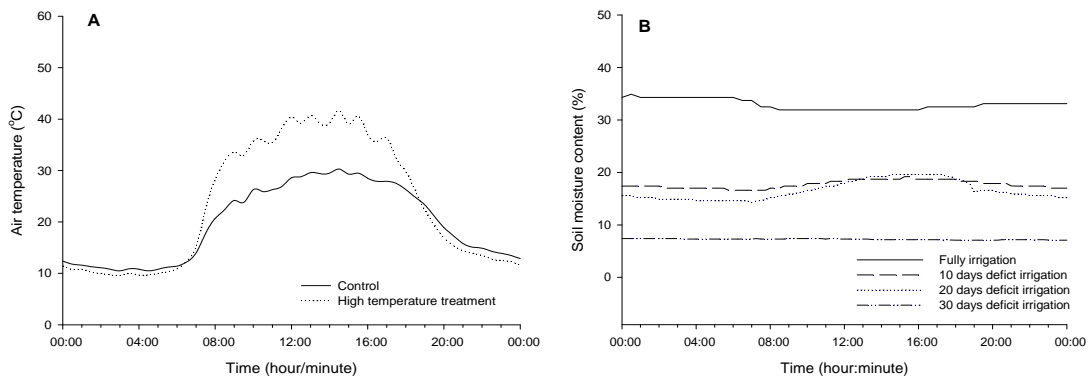 A
60
50
40
30
20
10
0
Air temperature (°C)
Control
High temperature treatment
00:00 04:00 08:00 12:00 16:00 20:00 00:00
Time (hour/minute)
B
50
40
30
20
10
0
Soil moisture content (%)
Fully irrigation
10 days defict irrigation
20 days deficit irrigation
30 days deficit irrigation
00:00 04:00 08:00 12:00 16:00 20:00 00:00
Time (hour:minute)